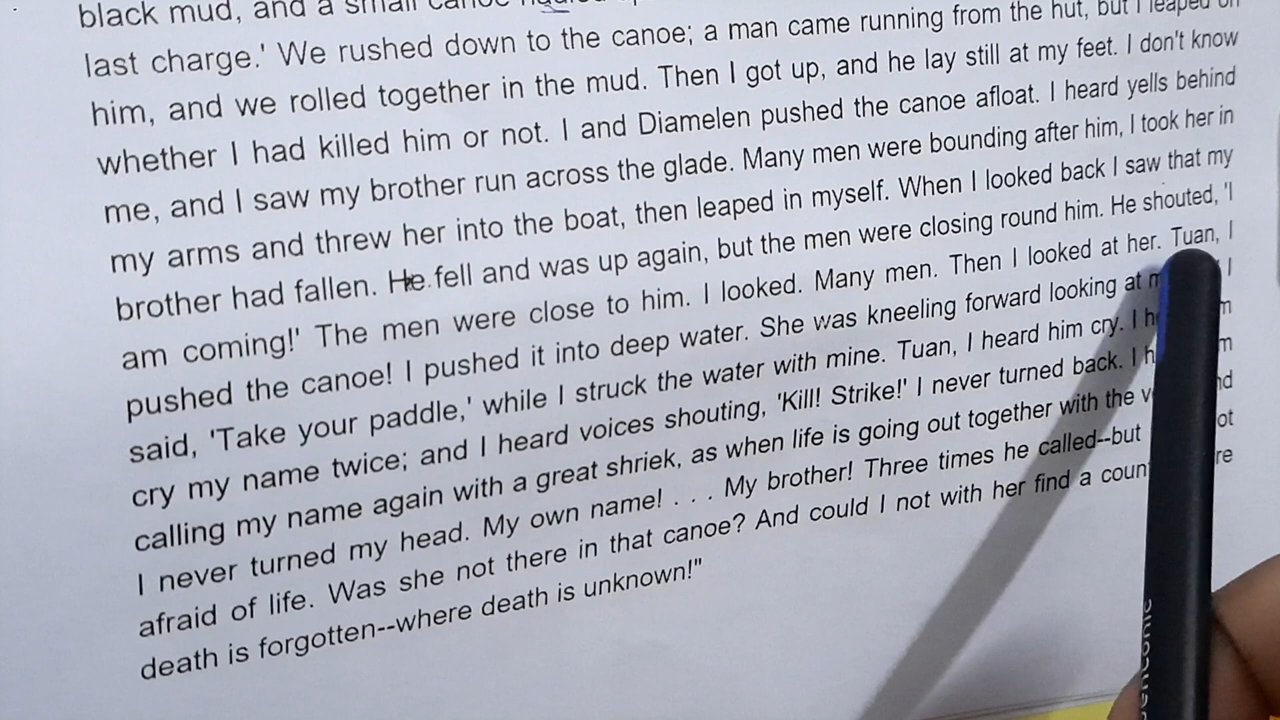 black mud, and a small canoe
last charge.' We rushed down to the canoe; a man came running from the hut, but I leaped on
him, and we rolled together in the mud. Then I got up, and he lay still at my feet. I don't know
whether I had killed him or not. I and Diamelen pushed the canoe afloat. I heard yells behind
me, and I saw my brother run across the glade. Many men were bounding after him, I took her in
my arms and threw her into the boat, then leaped in myself. When I looked back I saw that my
brother had fallen. He fell and was up again, but the men were closing round him. He shouted, 'I
am coming!' The men were close to him. I looked. Many men. Then I looked at her. Tuan, I
pushed the canoe! I pushed it into deep water. She was kneeling forward looking at I
said, 'Take your paddle,' while I struck the water with mine. Tuan, I heard him cry. I
cry my name twice; and I heard voices shouting, 'Kill! Strike!' I never turned back. I
calling my name again with a great shriek, as when life is going out together with the
I never turned my head. My own name! . . . My brother! Three times he called--but
afraid of life. Was she not there in that canoe? And could I not with her find a
death is forgotten--where death is unknown!"